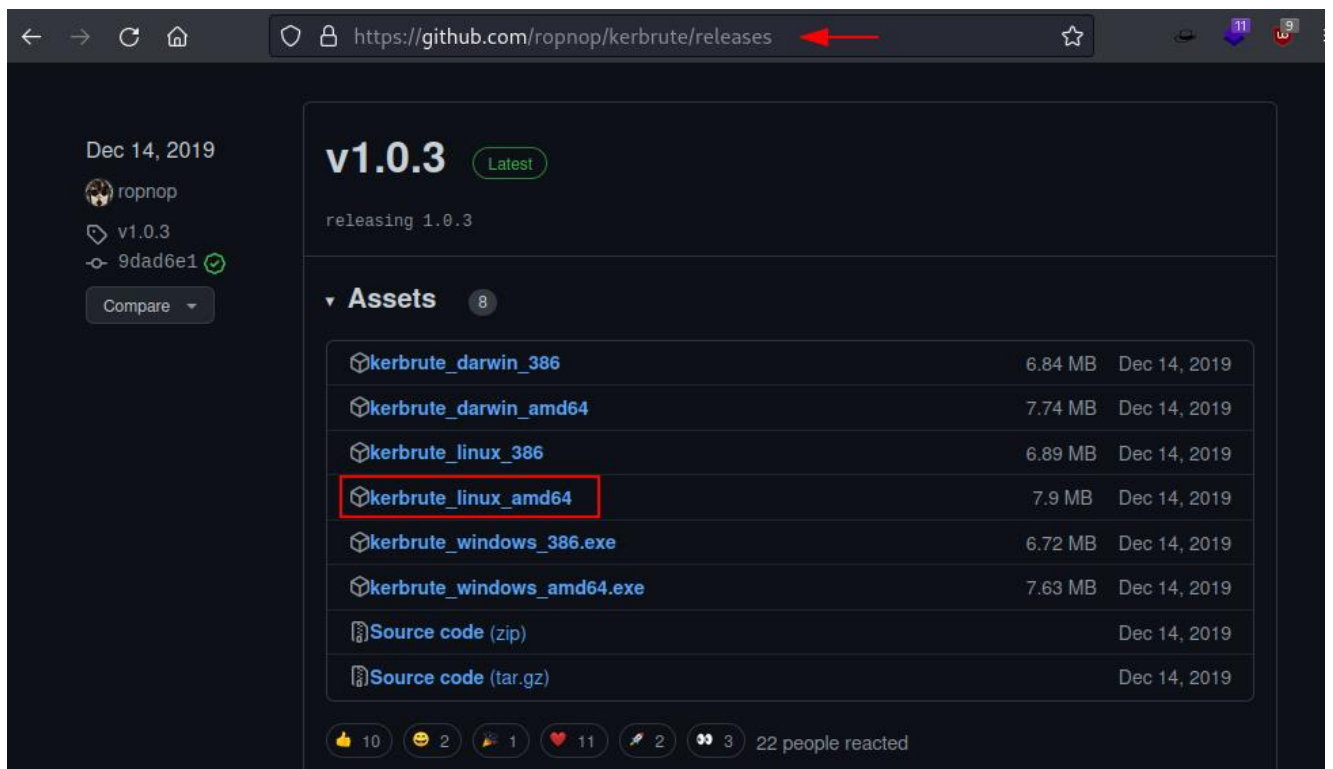 https://github.com/ropnop/kerbrute/releases
11
9
Dec 14, 2019
ropnop
v1.0.3
9dad6e1
Compare
v1.0.3 Latest
releasing 1.0.3
Assets 8
kerbrute_darwin_386 6.84 MB Dec 14, 2019
kerbrute_darwin_amd64 7.74 MB Dec 14, 2019
kerbrute_linux_386 6.89 MB Dec 14, 2019
kerbrute_linux_amd64 7.9 MB Dec 14, 2019
kerbrute_windows_386.exe 6.72 MB Dec 14, 2019
kerbrute_windows_amd64.exe 7.63 MB Dec 14, 2019
Source code (zip) Dec 14, 2019
Source code (tar.gz) Dec 14, 2019
10 2 1 11 2 3 22 people reacted